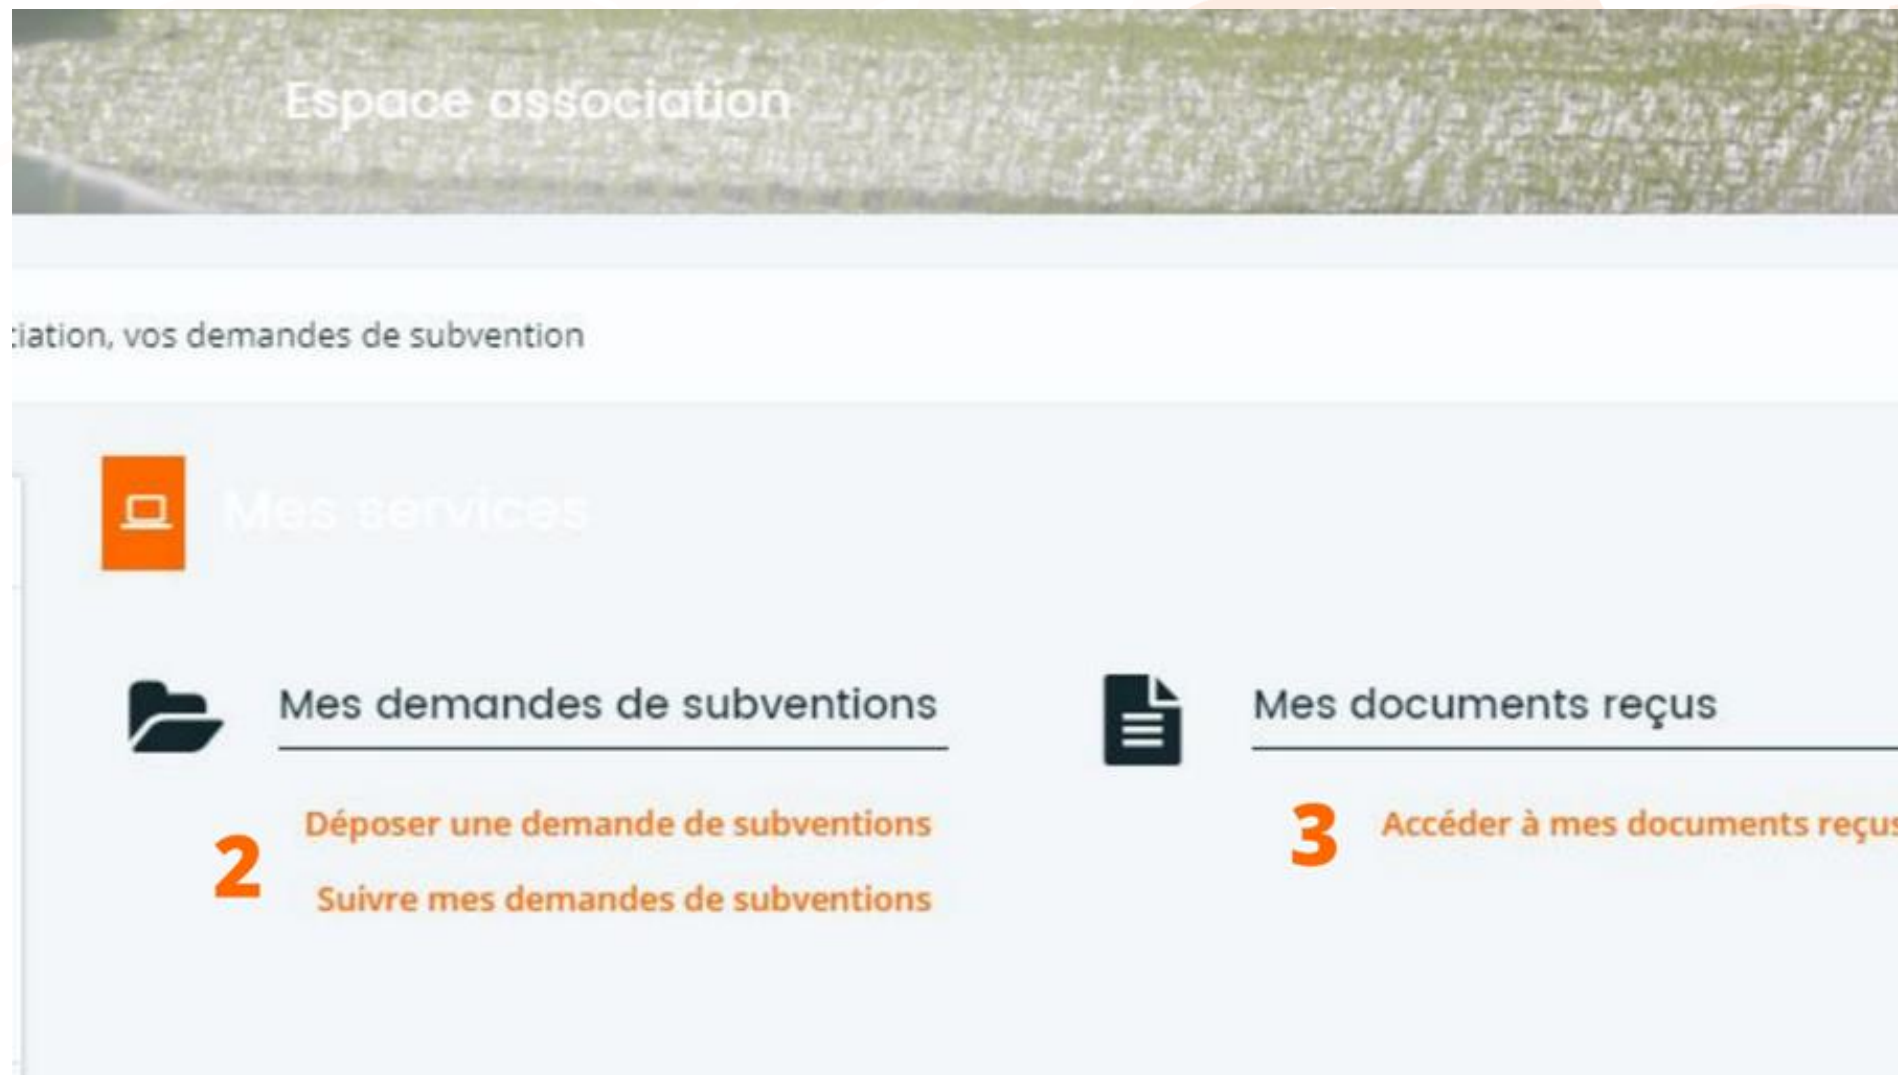 Espace association
iation, vos demandes de subvention
Mes services
Mes demandes de subventions
Mes documents reçus
2
Déposer une demande de subventions
Suivre mes demandes de subventions
3
Accéder à mes documents reçus